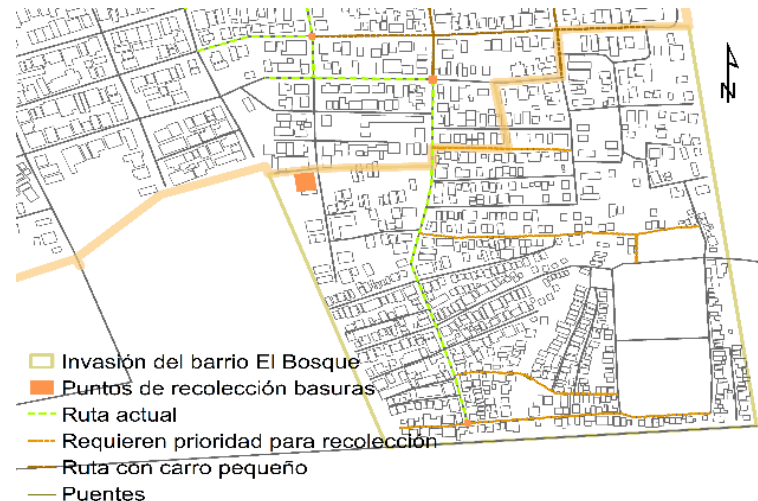 N
Invasión del barrio El Bosque
Puntos de recolección basuras
Ruta actual
Requieren prioridad para recolección
Ruta con carro pequeño
Puentes